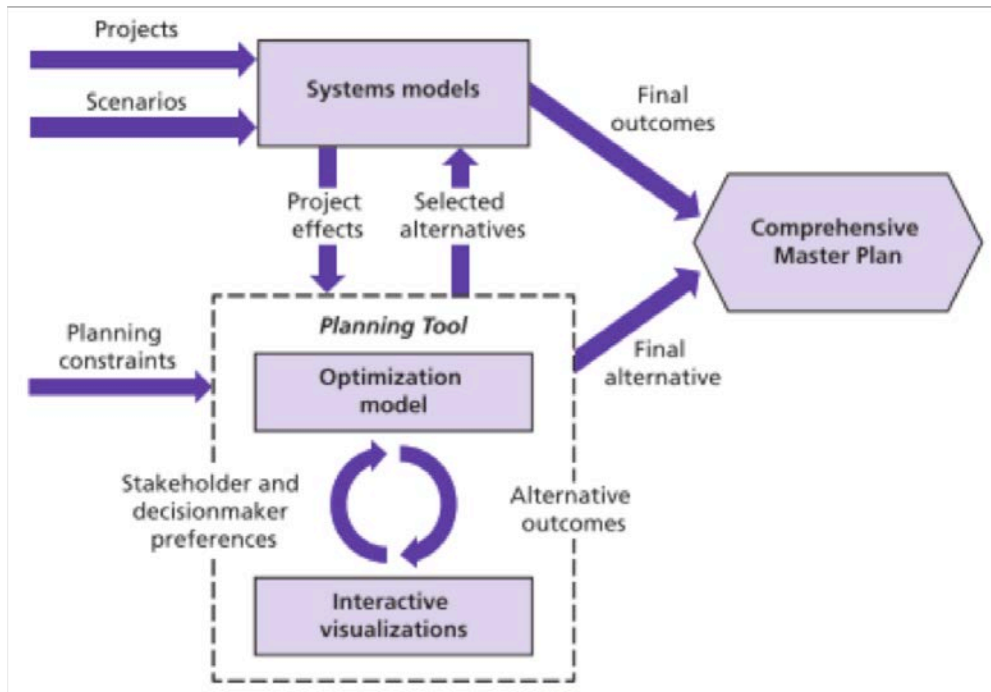 Projects
Scenarios
Systems models
Final
outcomes
Project
effects
Selected
alternatives
Comprehensive
Master Plan
Planning
constraints
Planning Tool
Optimization
model
Final
alternative
Stakeholder and
decisionmaker
preferences
Alternative
outcomes
Interactive
visualizations